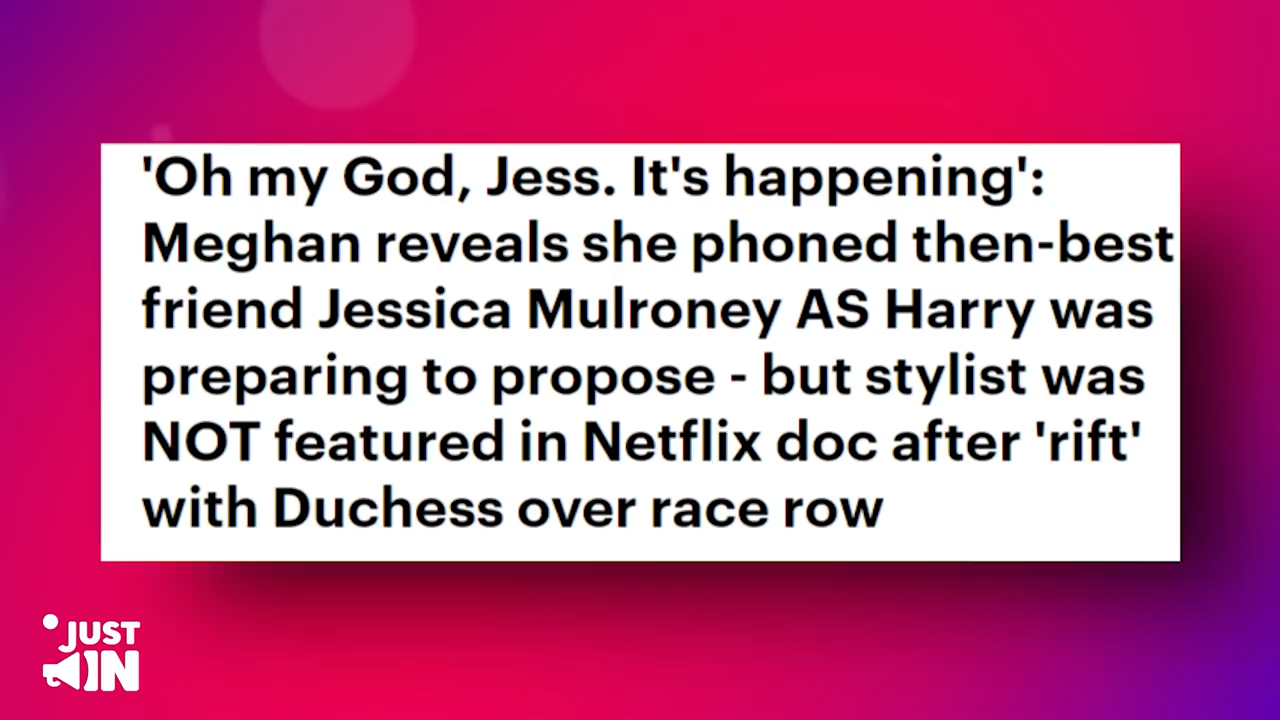 'Oh my God, Jess. It's happening':
Meghan reveals she phoned then-best
friend Jessica Mulroney AS Harry was
preparing to propose - but stylist was
NOT featured in Netflix doc after 'rift'
with Duchess over race row
JUST
IN